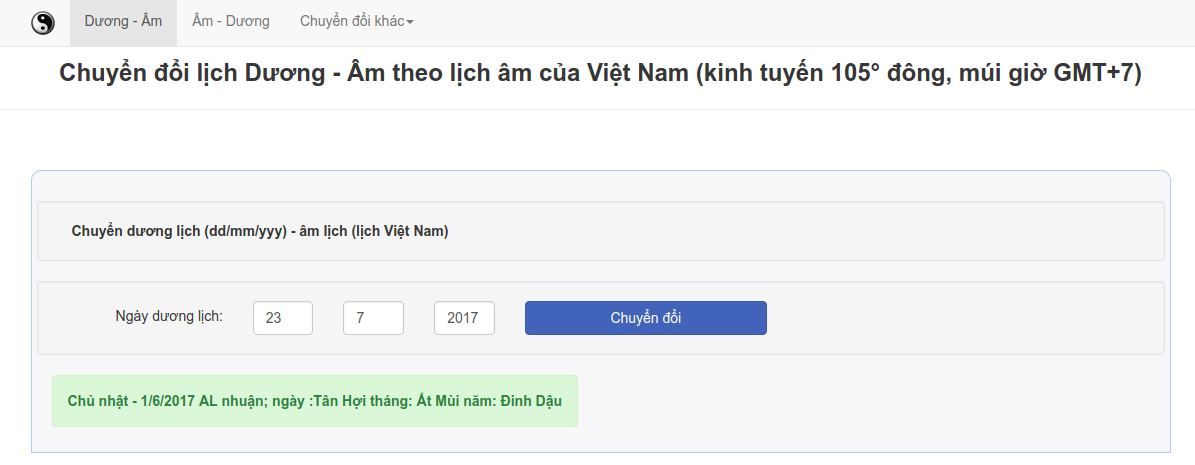 Dương - Âm Âm - Dương Chuyển đổi khác
Chuyển đổi lịch Dương - Âm theo lịch âm của Việt Nam (kinh tuyến 105° đông, múi giờ GMT+7)
Chuyển dương lịch (dd/mm/yyy) - âm lịch (lịch Việt Nam)
Ngày dương lịch: 23 7 2017 Chuyển đổi
Chủ nhật - 1/6/2017 AL nhuận; ngày :Tân Hợi tháng: Ất Mùi năm: Đinh Dậu